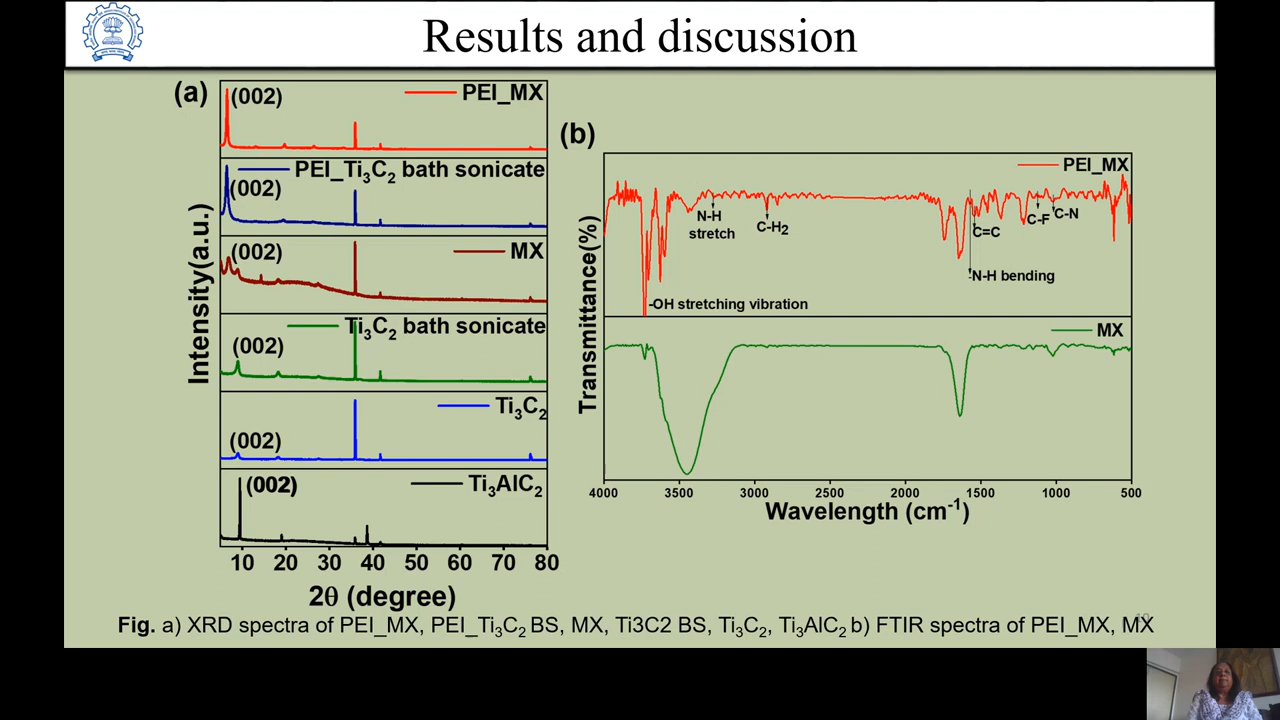 Results and discussion
(a)
(002)
PEI_MX
(002)
PEI_Ti₃C₂ bath sonicate
(002)
MX
(002)
Ti₃C₂ bath sonicate
(002)
Ti₃C₂
(002)
Ti₃AlC₂
Intensity(a.u.)
10 20 30 40 50 60 70 80
2θ (degree)
(b)
PEI_MX
N-H
stretch
C-H₂
C=C
C-F
C-N
N-H bending
-OH stretching vibration
MX
Transmittance(%)
4000 3500 3000 2500 2000 1500 1000 500
Wavelength (cm⁻¹)
Fig. a) XRD spectra of PEI_MX, PEI_Ti₃C₂ BS, MX, Ti3C2 BS, Ti₃C₂, Ti₃AlC₂ b) FTIR spectra of PEI_MX, MX